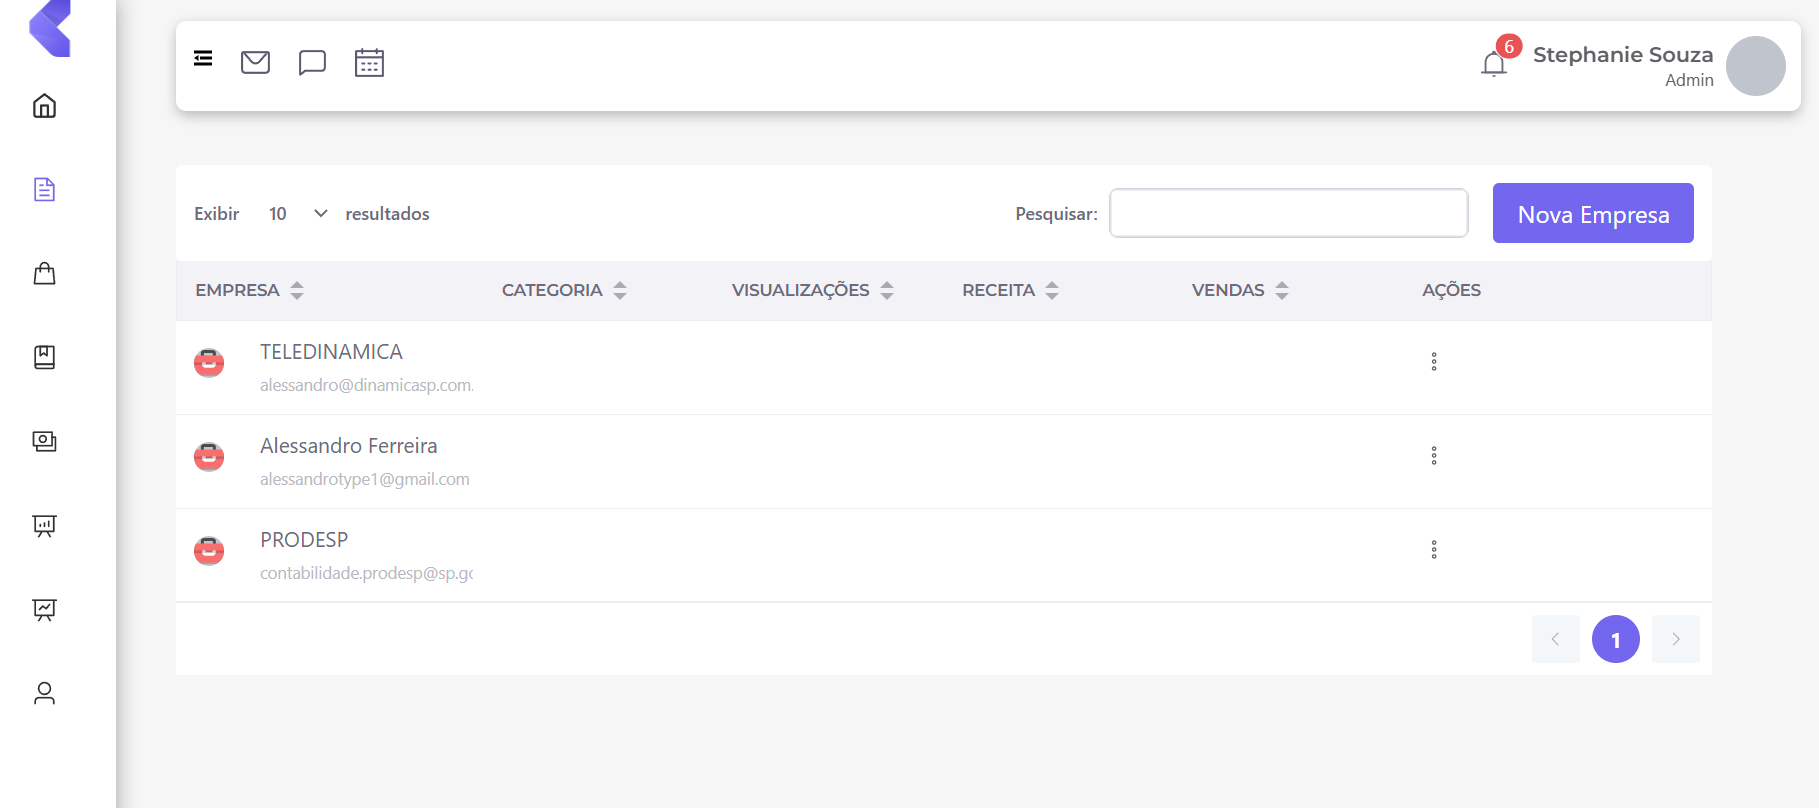 6
Stephanie Souza
Admin
Exibir 10 resultados
Pesquisar:
Nova Empresa
EMPRESA CATEGORIA VISUALIZAÇÕES RECEITA VENDAS AÇÕES
TELEDINAMICA
alessandro@dinamicasp.com.
Alessandro Ferreira
alessandrotype1@gmail.com
PRODESP
contabilidade.prodesp@sp.gc
1